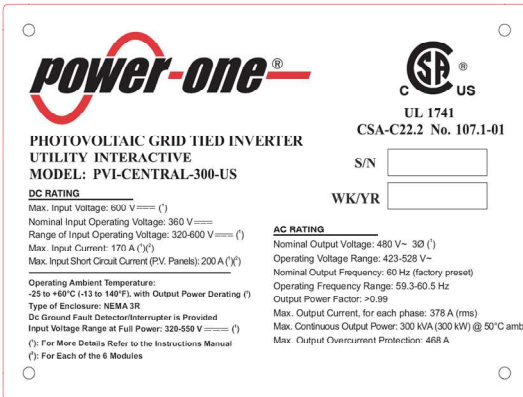 power-one®
CSA ®
C US
UL 1741
CSA-C22.2 No. 107.1-01
PHOTOVOLTAIC GRID TIED INVERTER
UTILITY INTERACTIVE
MODEL: PVI-CENTRAL-300-US
S/N
WK/YR
DC RATING
Max. Input Voltage: 600 V⎓ (¹)
Nominal Input Operating Voltage: 360 V⎓
Range of Input Operating Voltage: 320-600 V⎓ (¹)
Max. Input Current: 170 A (¹)(²)
Max. Input Short Circuit Current (P.V. Panels): 200 A (¹)(²)
Operating Ambient Temperature:
-25 to +60°C (-13 to 140°F), with Output Power Derating (¹)
Type of Enclosure: NEMA 3R
Dc Ground Fault Detector/Interrupter is Provided
Input Voltage Range at Full Power: 320-550 V⎓ (¹)
(¹): For More Details Refer to the Instructions Manual
(²): For Each of the 6 Modules
AC RATING
Nominal Output Voltage: 480 V~ 3Ø (¹)
Operating Voltage Range: 423-528 V~
Nominal Output Frequency: 60 Hz (factory preset)
Operating Frequency Range: 59.3-60.5 Hz
Output Power Factor: >0.99
Max. Output Current, for each phase: 378 A (rms)
Max. Continuous Output Power: 300 kVA (300 kW) @ 50°C amb
Max. Output Overcurrent Protection: 468 A